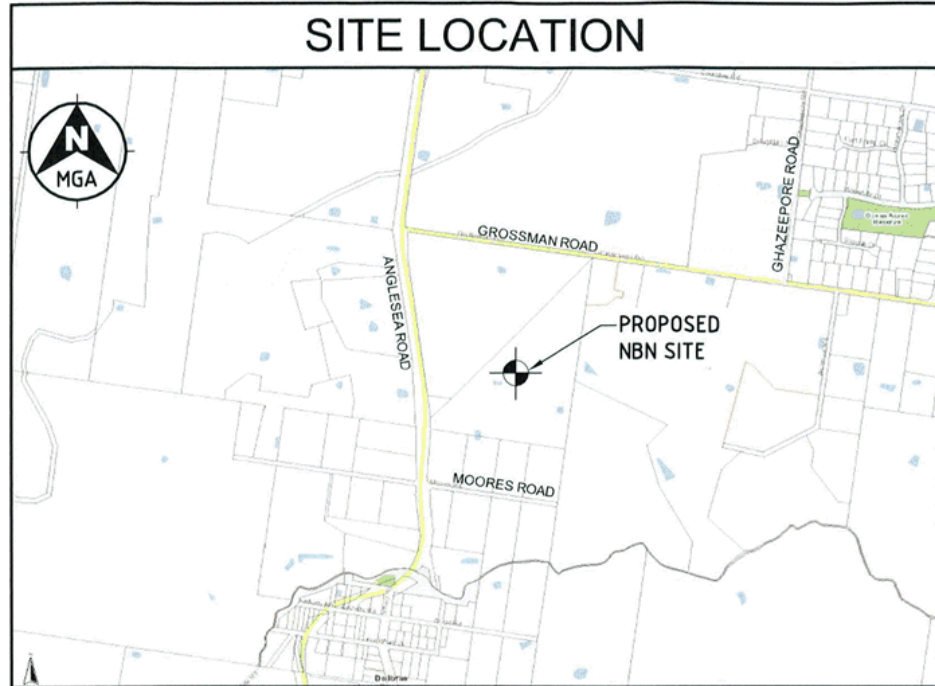 SITE LOCATION
N
MGA
GHAZEEPORE ROAD
GROSSMAN ROAD
ANGLESEA ROAD
PROPOSED
NBN SITE
MOORES ROAD